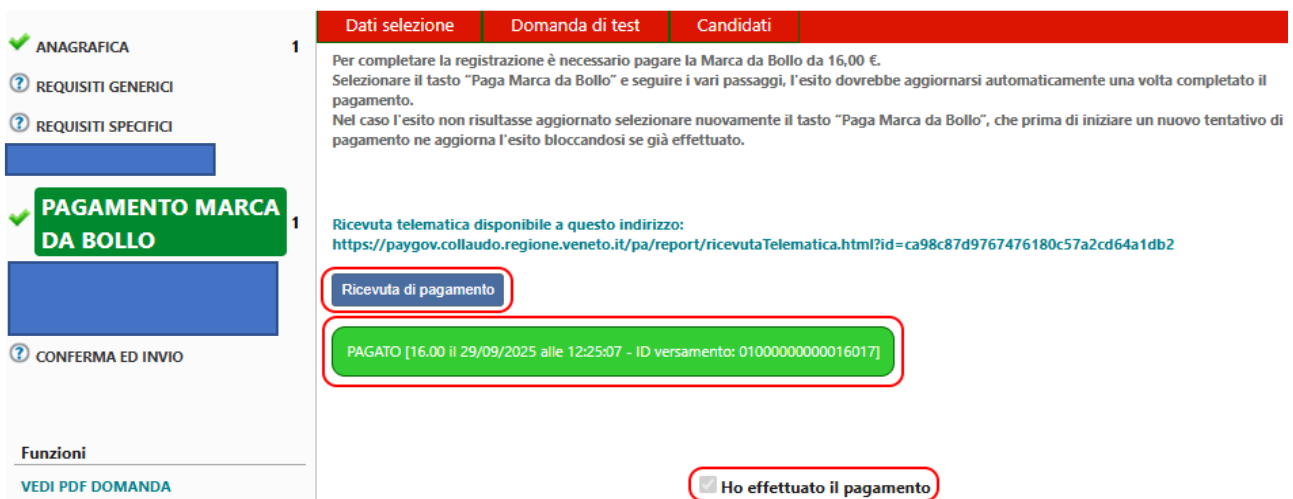 Dati selezione Domanda di test Candidati
ANAGRAFICA 1
REQUISITI GENERICI
REQUISITI SPECIFICI
PAGAMENTO MARCA
DA BOLLO 1
CONFERMA ED INVIO
Funzioni
VEDI PDF DOMANDA
Per completare la registrazione è necessario pagare la Marca da Bollo da 16,00 €.
Selezionare il tasto “Paga Marca da Bollo” e seguire i vari passaggi, l'esito dovrebbe aggiornarsi automaticamente una volta completato il
pagamento.
Nel caso l'esito non risultasse aggiornato selezionare nuovamente il tasto “Paga Marca da Bollo”, che prima di iniziare un nuovo tentativo di
pagamento ne aggiorna l'esito bloccandosi se già effettuato.
Ricevuta telematica disponibile a questo indirizzo:
https://paygov.collaudo.regione.veneto.it/pa/report/ricevutaTelematica.html?id=ca98c87d9767476180c57a2cd64a1db2
Ricevuta di pagamento
PAGATO [16.00 il 29/09/2025 alle 12:25:07 - ID versamento: 01000000000016017]
Ho effettuato il pagamento